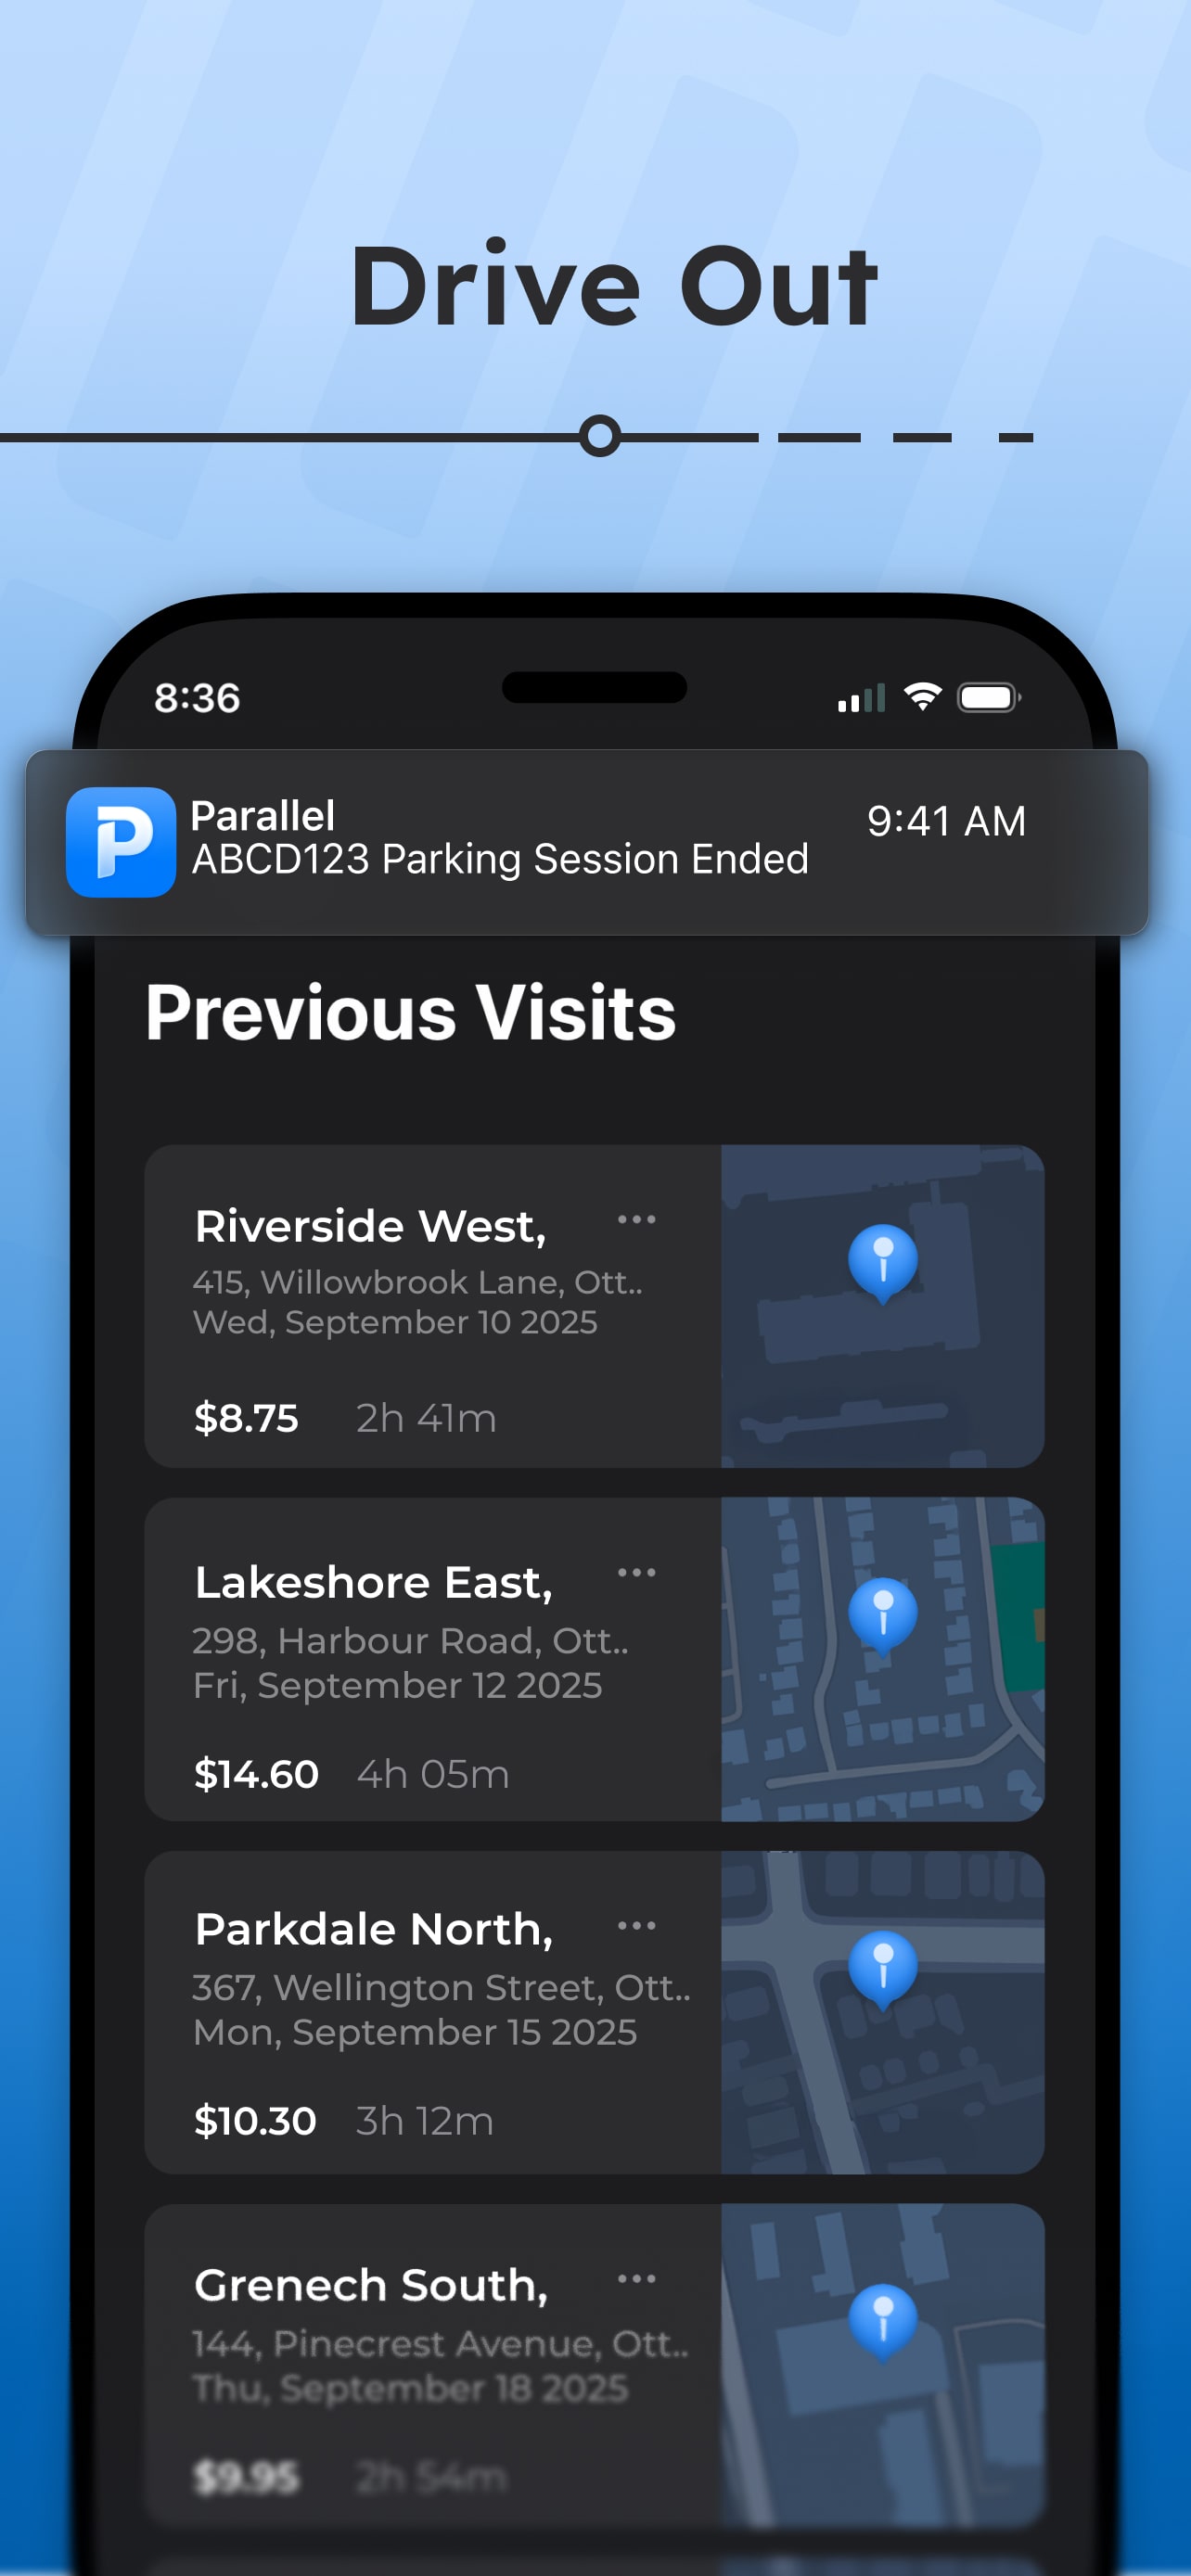 Drive Out
8:36
Parallel
9:41 AM
ABCD123 Parking Session Ended
Previous Visits
Riverside West,
415, Willowbrook Lane, Ott..
Wed, September 10 2025
$8.75 2h 41m
Lakeshore East,
298, Harbour Road, Ott..
Fri, September 12 2025
$14.60 4h 05m
Parkdale North,
367, Wellington Street, Ott..
Mon, September 15 2025
$10.30 3h 12m
Grenech South,
144, Pinecrest Avenue, Ott..
Thu, September 18 2025
$9.95 2h 54m